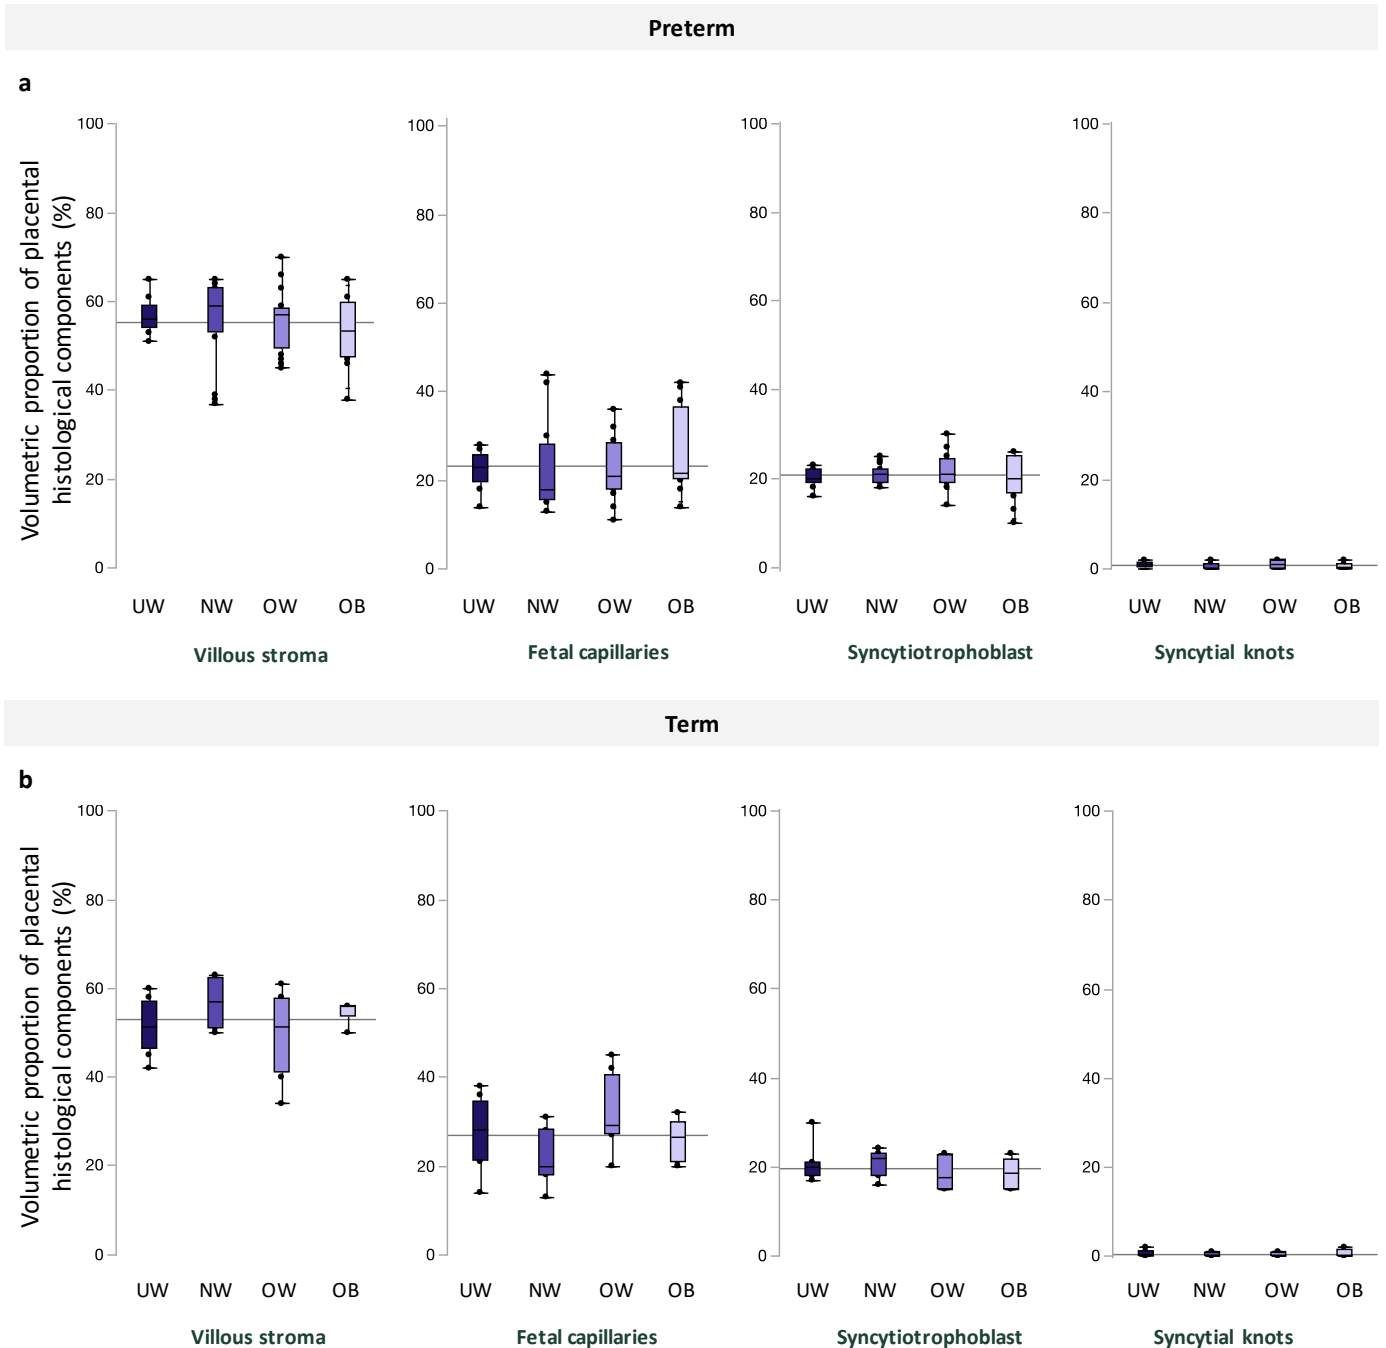 Preterm
a
Volumetric proportion of placental
histological components (%)
100
80
60
40
20
0
UW NW OW OB
Villous stroma
100
80
60
40
20
0
UW NW OW OB
Fetal capillaries
100
80
60
40
20
0
UW NW OW OB
Syncytiotrophoblast
100
80
60
40
20
0
UW NW OW OB
Syncytial knots
Term
b
Volumetric proportion of placental
histological components (%)
100
80
60
40
20
0
UW NW OW OB
Villous stroma
100
80
60
40
20
0
UW NW OW OB
Fetal capillaries
100
80
60
40
20
0
UW NW OW OB
Syncytiotrophoblast
100
80
60
40
20
0
UW NW OW OB
Syncytial knots